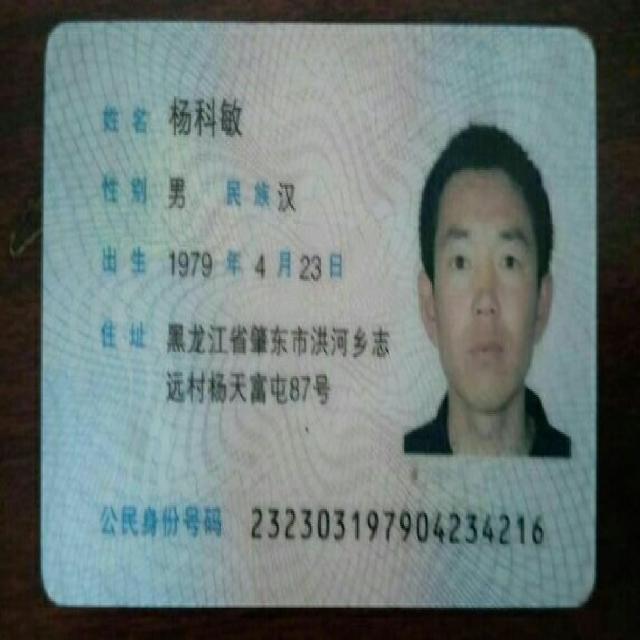 姓名 杨科敏
性别 男 民族 汉
出生 1979 年 4 月 23 日
住址 黑龙江省肇东市洪河乡志
远村杨天富屯87号
公民身份号码 232303197904234216